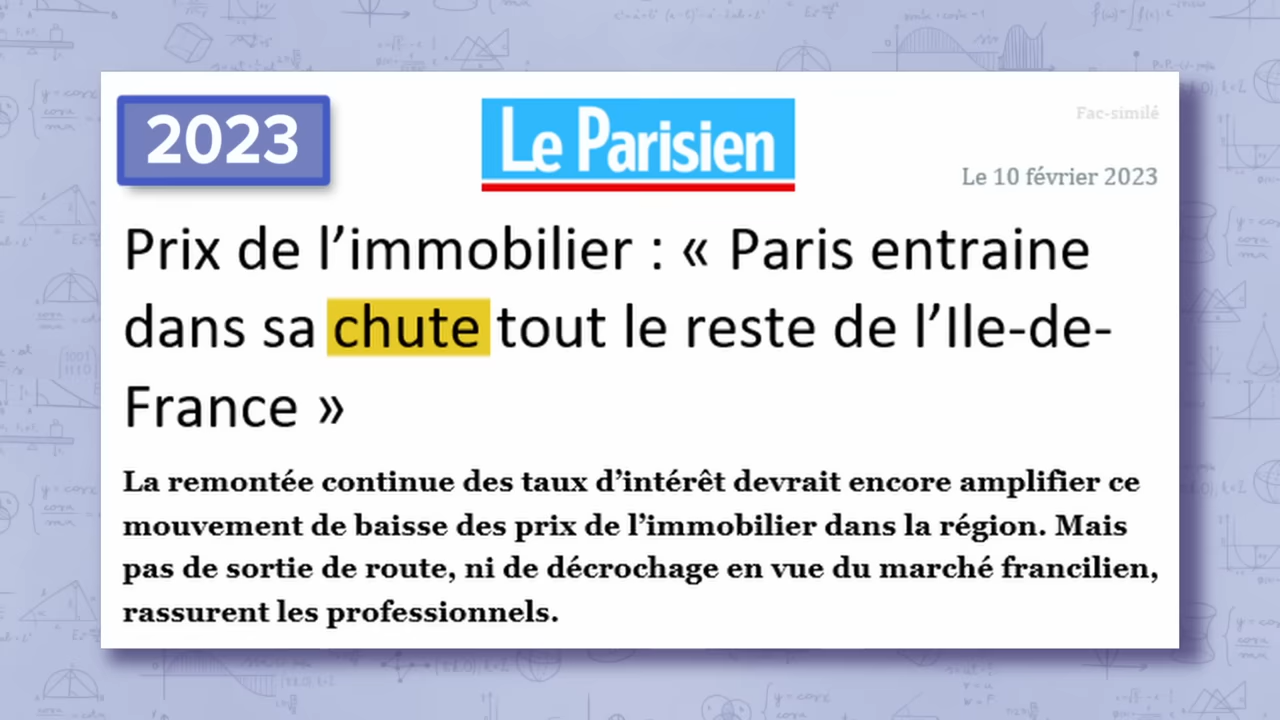 2023
Le Parisien
Fac-similé
Le 10 février 2023
Prix de l’immobilier : « Paris entraine
dans sa chute tout le reste de l’Ile-de-
France »
La remontée continue des taux d’intérêt devrait encore amplifier ce
mouvement de baisse des prix de l’immobilier dans la région. Mais
pas de sortie de route, ni de décrochage en vue du marché francilien,
rassurent les professionnels.